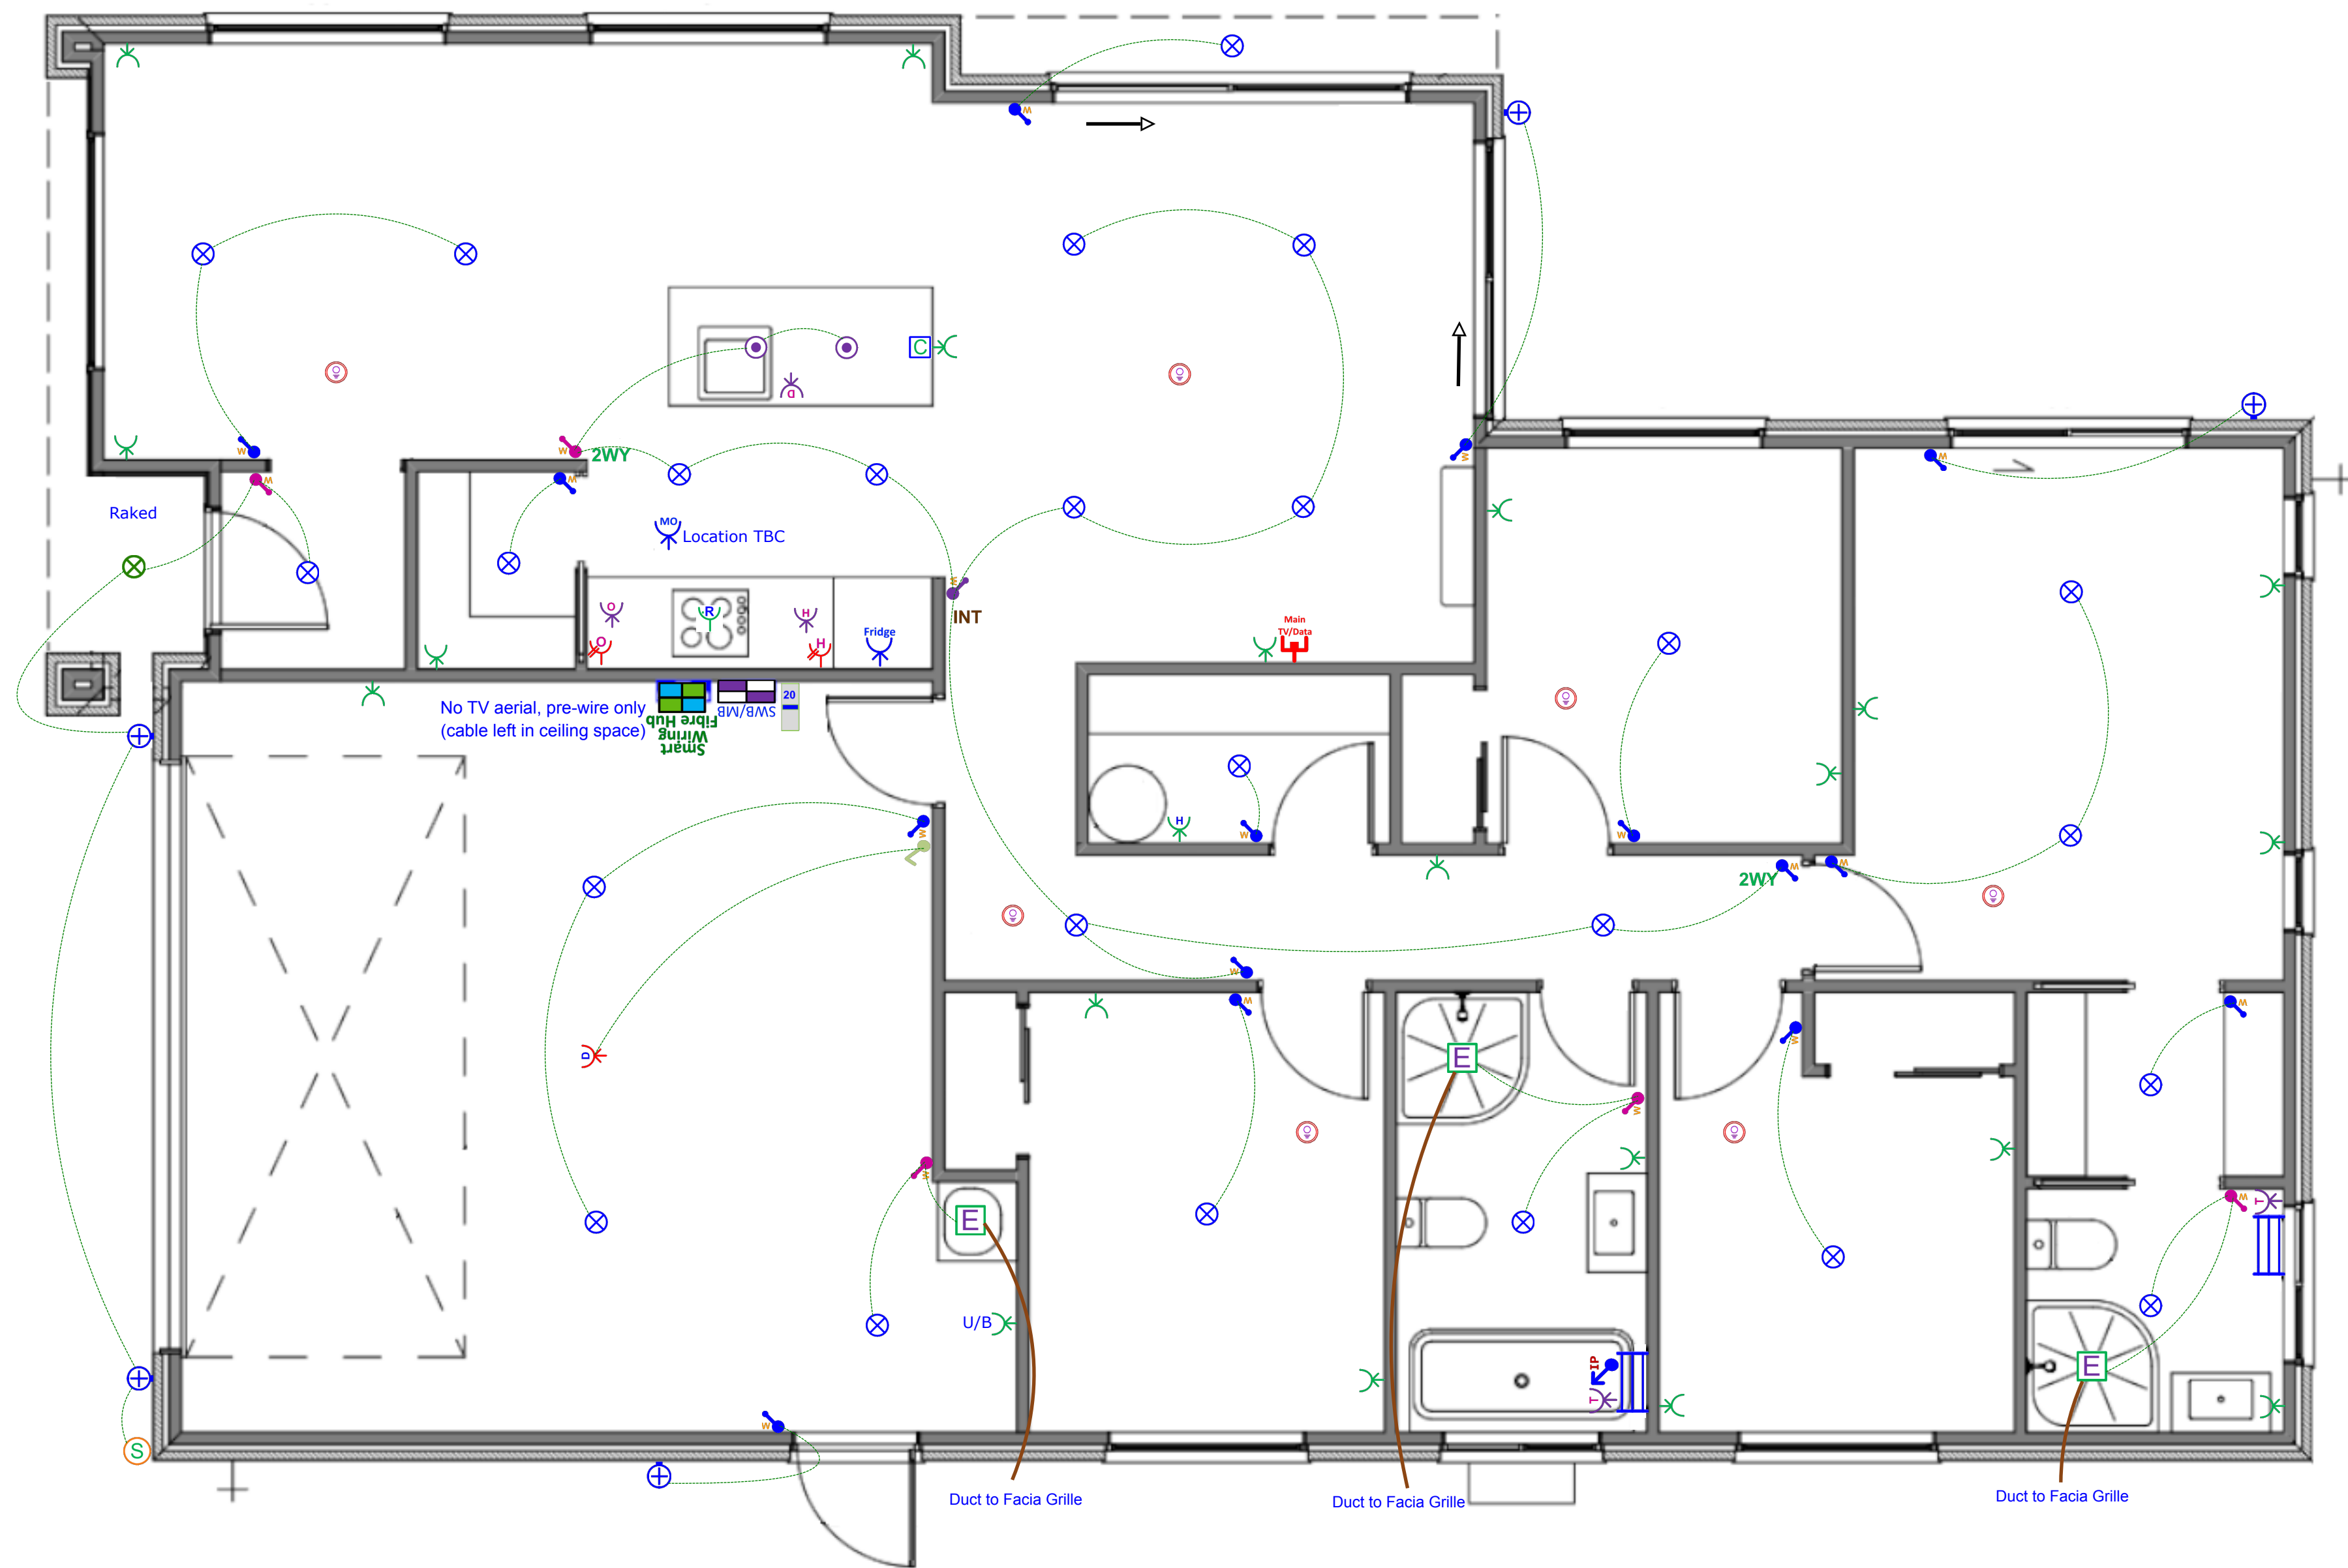 W
C
D
W
W
2WY
W
W
W
W
Raked
MO
Location TBC
INT
O
R
H
O
H
Fridge
Main
TV/Data
No TV aerial, pre-wire only
(cable left in ceiling space)
SWB/MB
20
Smart
Wiring
Fibre Hub
H
W
W
W
2WY
W
W
W
W
W
W
D
E
W
W
W
E
W
T
U/B
IP
T
E
S
W
Duct to Facia Grille
Duct to Facia Grille
Duct to Facia Grille